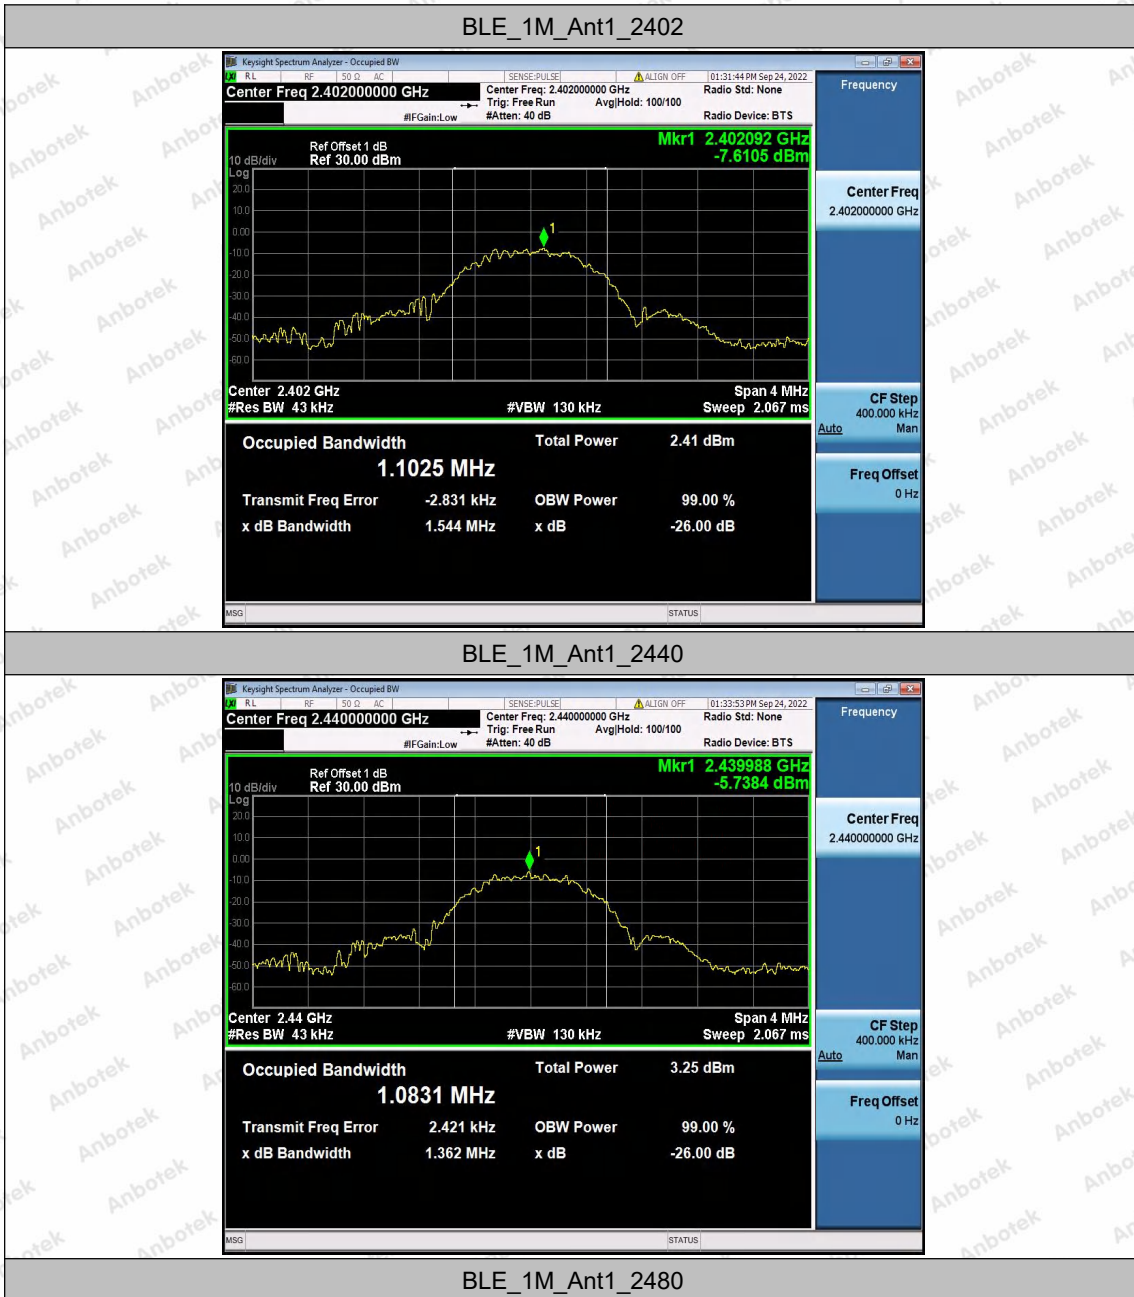 BLE_1M_Ant1_2402
Keysight Spectrum Analyzer - Occupied BW
LXI RL RF 50 Ω AC SENSE:PULSE ALIGN OFF 01:31:44 PM Sep 24, 2022
Center Freq 2.402000000 GHz
Center Freq: 2.402000000 GHz Radio Std: None
Trig: Free Run Avg|Hold: 100/100
#IFGain:Low #Atten: 40 dB Radio Device: BTS
Mkr1 2.402092 GHz
-7.6105 dBm
Ref Offset 1 dB
10 dB/div Ref 30.00 dBm
Log
20.0
10.0
0.00
-10.0
-20.0
-30.0
-40.0
-50.0
-60.0
1
Center 2.402 GHz Span 4 MHz
#Res BW 43 kHz #VBW 130 kHz Sweep 2.067 ms
Occupied Bandwidth Total Power 2.41 dBm
1.1025 MHz
Transmit Freq Error -2.831 kHz OBW Power 99.00 %
x dB Bandwidth 1.544 MHz x dB -26.00 dB
MSG STATUS
Frequency
Center Freq
2.402000000 GHz
CF Step
400.000 kHz
Auto Man
Freq Offset
0 Hz
BLE_1M_Ant1_2440
Keysight Spectrum Analyzer - Occupied BW
LXI RL RF 50 Ω AC SENSE:PULSE ALIGN OFF 01:33:53 PM Sep 24, 2022
Center Freq 2.440000000 GHz
Center Freq: 2.440000000 GHz Radio Std: None
Trig: Free Run Avg|Hold: 100/100
#IFGain:Low #Atten: 40 dB Radio Device: BTS
Mkr1 2.439988 GHz
-5.7384 dBm
Ref Offset 1 dB
10 dB/div Ref 30.00 dBm
Log
20.0
10.0
0.00
-10.0
-20.0
-30.0
-40.0
-50.0
-60.0
1
Center 2.44 GHz Span 4 MHz
#Res BW 43 kHz #VBW 130 kHz Sweep 2.067 ms
Occupied Bandwidth Total Power 3.25 dBm
1.0831 MHz
Transmit Freq Error 2.421 kHz OBW Power 99.00 %
x dB Bandwidth 1.362 MHz x dB -26.00 dB
MSG STATUS
Frequency
Center Freq
2.440000000 GHz
CF Step
400.000 kHz
Auto Man
Freq Offset
0 Hz
BLE_1M_Ant1_2480
Anbotek